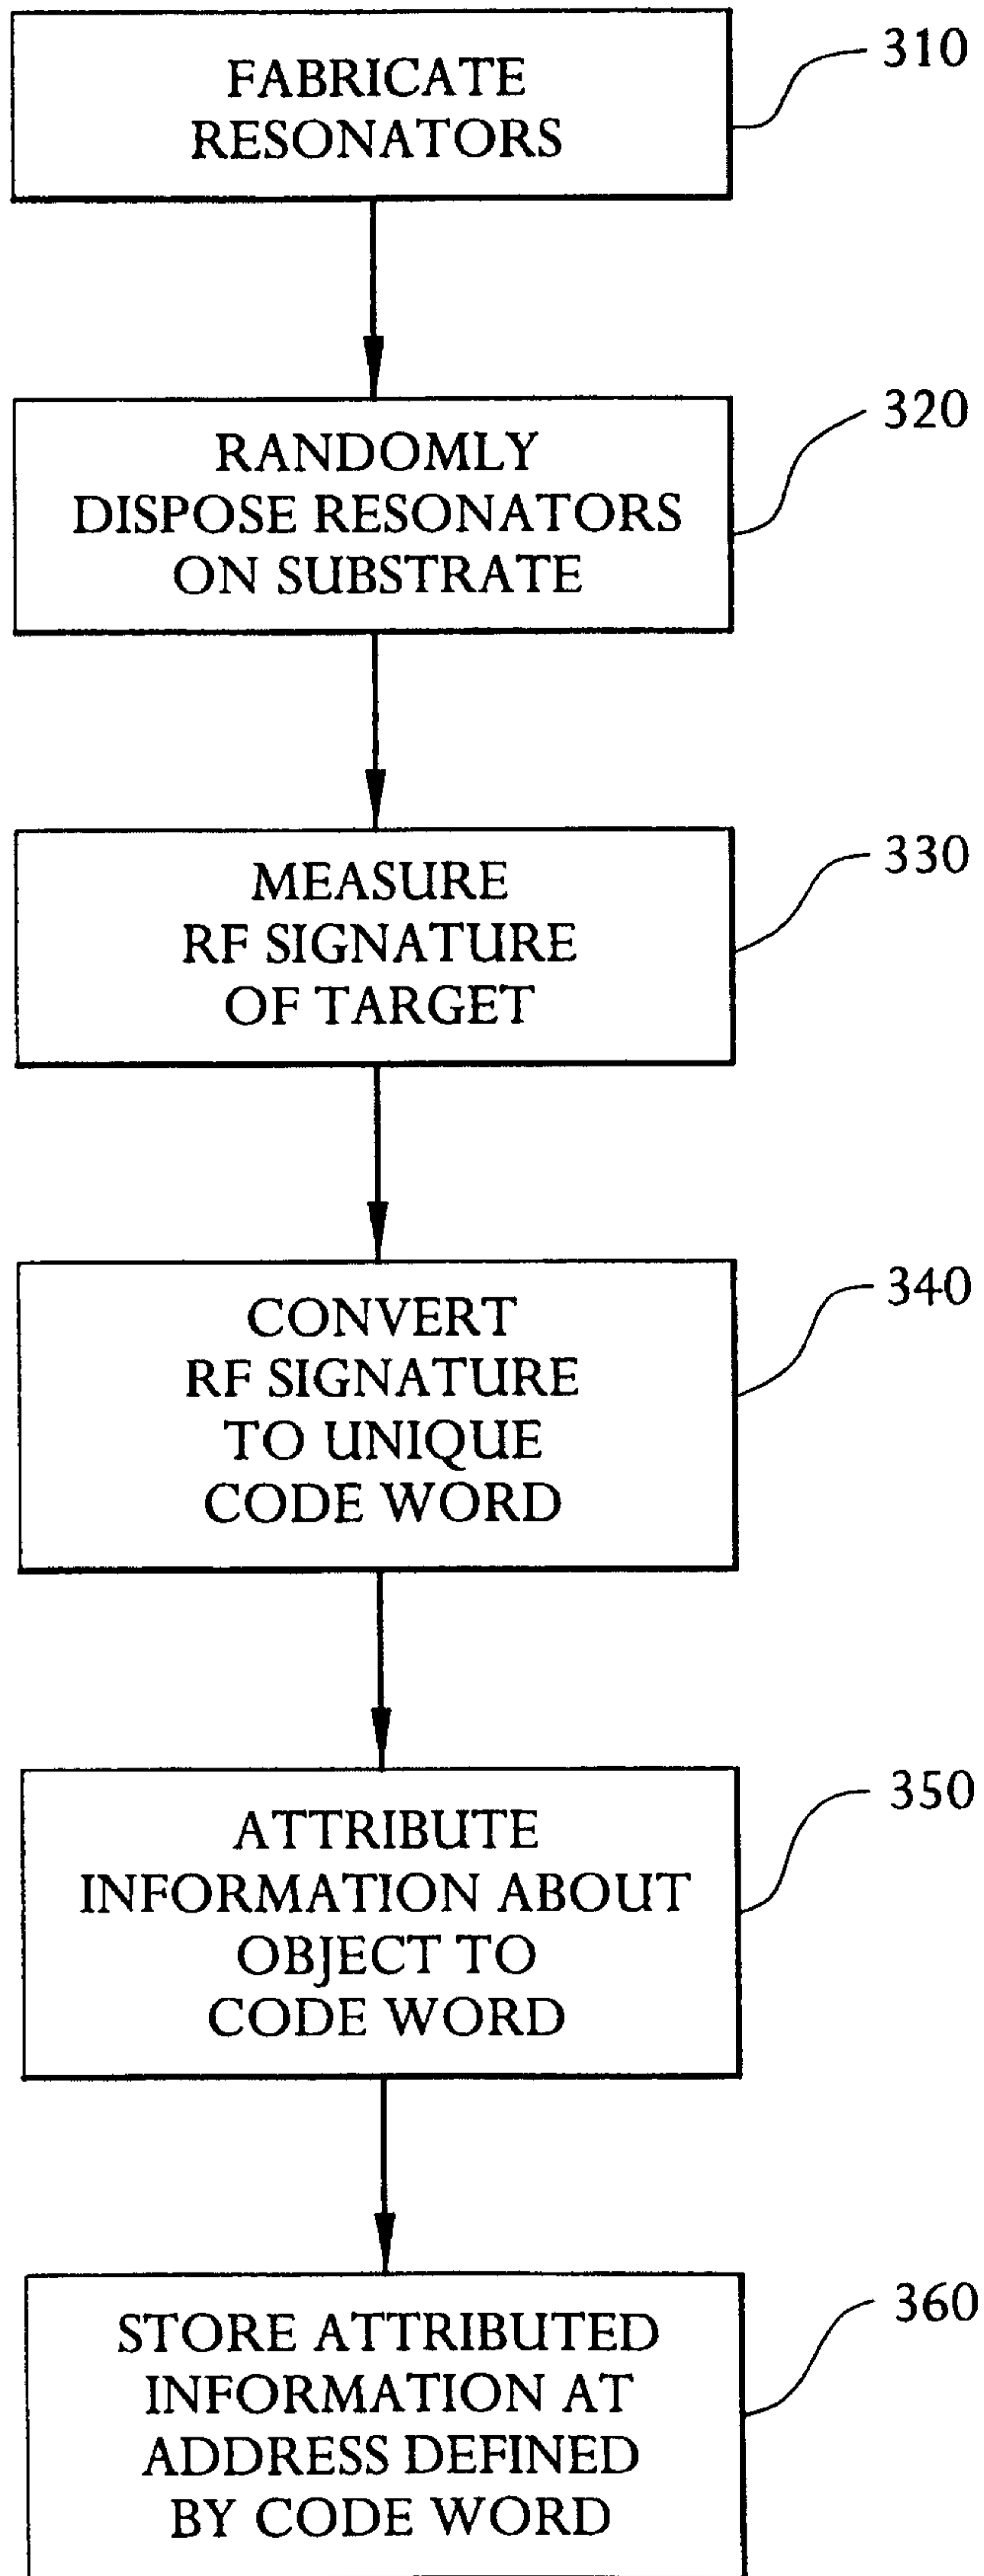 FABRICATE
RESONATORS
310
RANDOMLY
DISPOSE RESONATORS
ON SUBSTRATE
320
MEASURE
RF SIGNATURE
OF TARGET
330
CONVERT
RF SIGNATURE
TO UNIQUE
CODE WORD
340
ATTRIBUTE
INFORMATION ABOUT
OBJECT TO
CODE WORD
350
STORE ATTRIBUTED
INFORMATION AT
ADDRESS DEFINED
BY CODE WORD
360